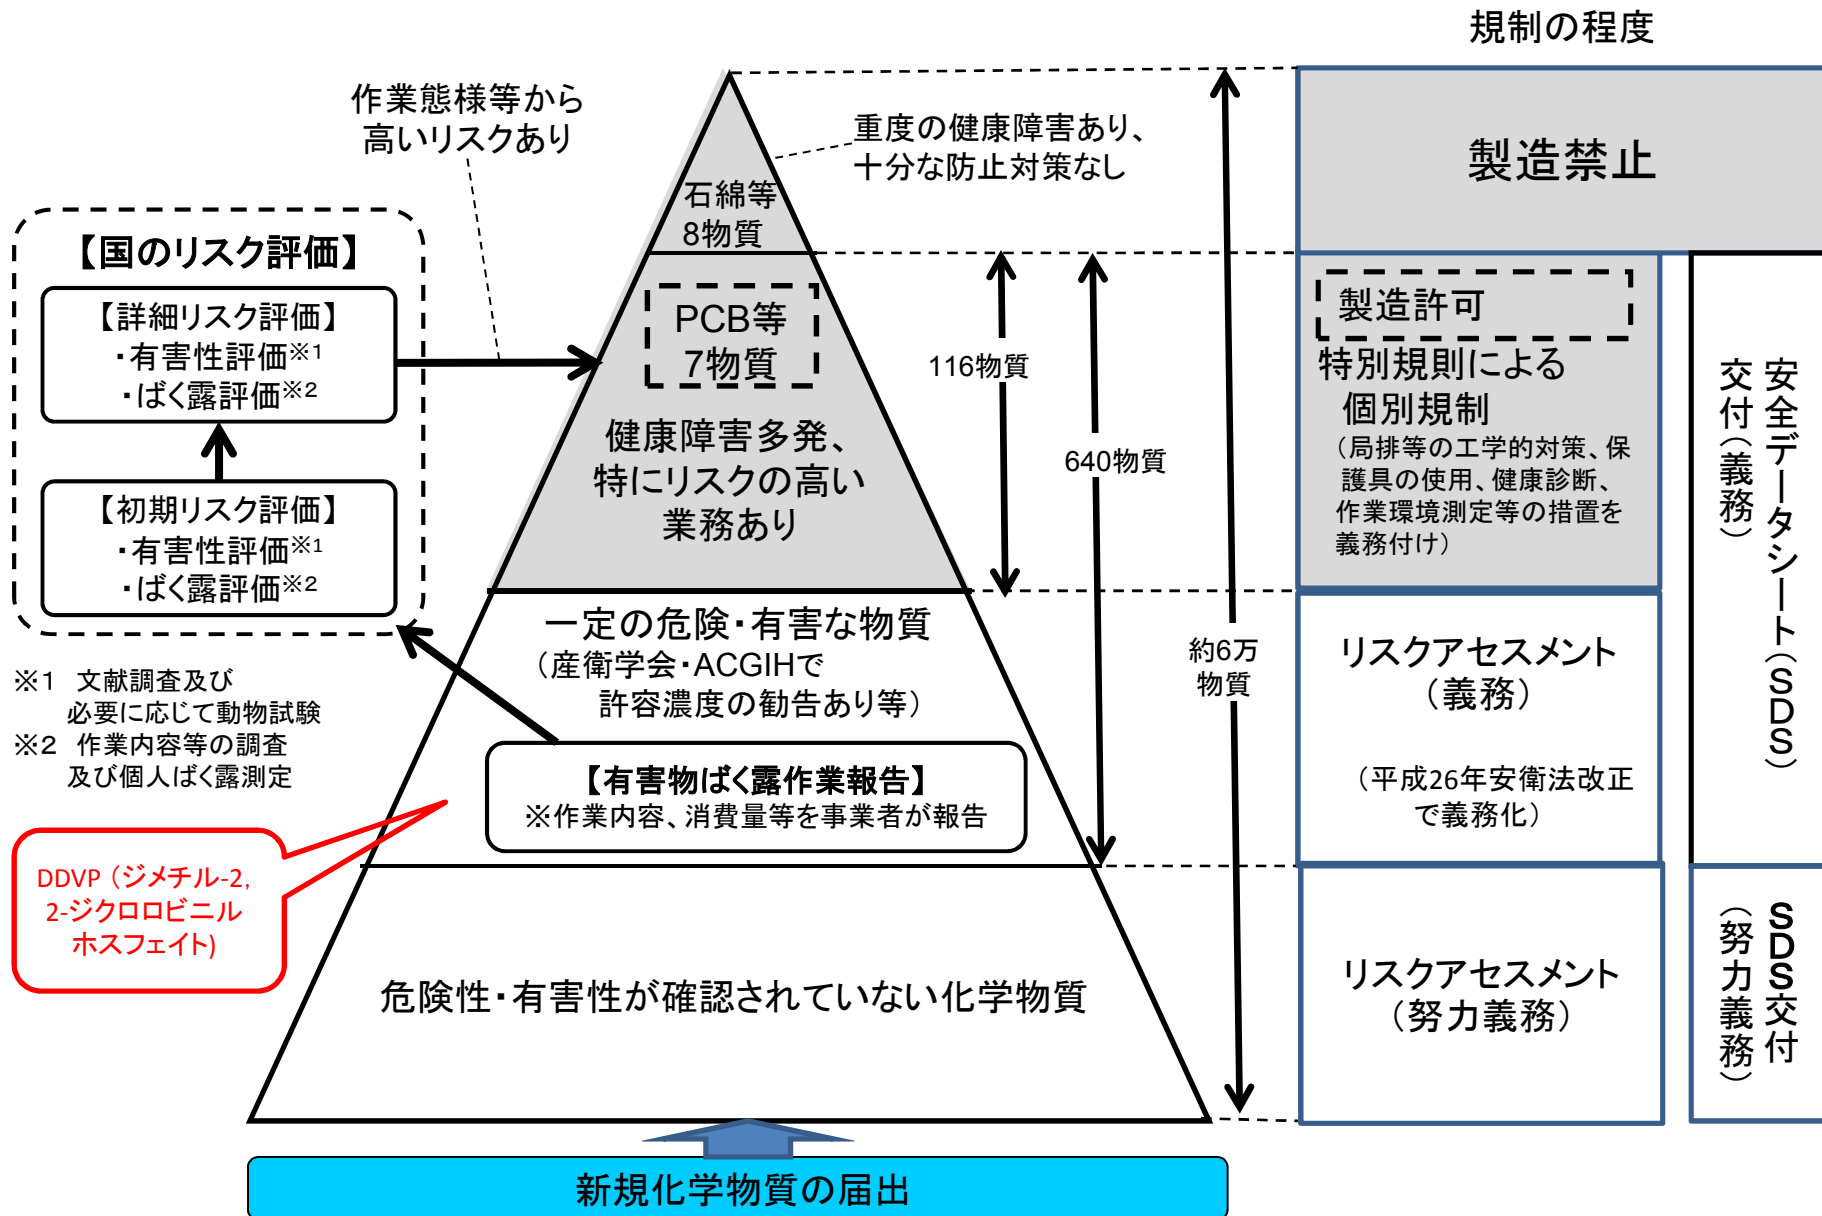 規制の程度
作業態様等から
高いリスクあり
重度の健康障害あり、
十分な防止対策なし
製造禁止
石綿等
8物質
【国のリスク評価】
【詳細リスク評価】
・有害性評価※1
・ばく露評価※2
【初期リスク評価】
・有害性評価※1
・ばく露評価※2
※1 文献調査及び
必要に応じて動物試験
※2 作業内容等の調査
及び個人ばく露測定
PCB等
7物質
健康障害多発、
特にリスクの高い
業務あり
116物質
640物質
約6万
物質
製造許可
特別規則による
個別規制
（局排等の工学的対策、保
護具の使用、健康診断、
作業環境測定等の措置を
義務付け）
安全データシート（SDS）
交付（義務）
一定の危険・有害な物質
（産衛学会・ACGIHで
許容濃度の勧告あり等）
【有害物ばく露作業報告】
※作業内容、消費量等を事業者が報告
リスクアセスメント
（義務）
（平成26年安衛法改正
で義務化）
DDVP（ジメチル-2,
2-ジクロロビニル
ホスフェイト)
危険性・有害性が確認されていない化学物質
リスクアセスメント
（努力義務）
SDS交付
（努力義務）
新規化学物質の届出